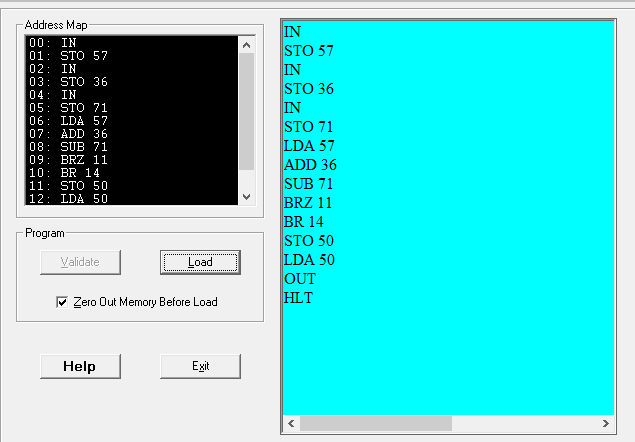 Address Map
00: IN
01: STO 57
02: IN
03: STO 36
04: IN
05: STO 71
06: LDA 57
07: ADD 36
08: SUB 71
09: BRZ 11
10: BR 14
11: STO 50
12: LDA 50
Program
Validate
Load
Zero Out Memory Before Load
Help
Exit
IN
STO 57
IN
STO 36
IN
STO 71
LDA 57
ADD 36
SUB 71
BRZ 11
BR 14
STO 50
LDA 50
OUT
HLT